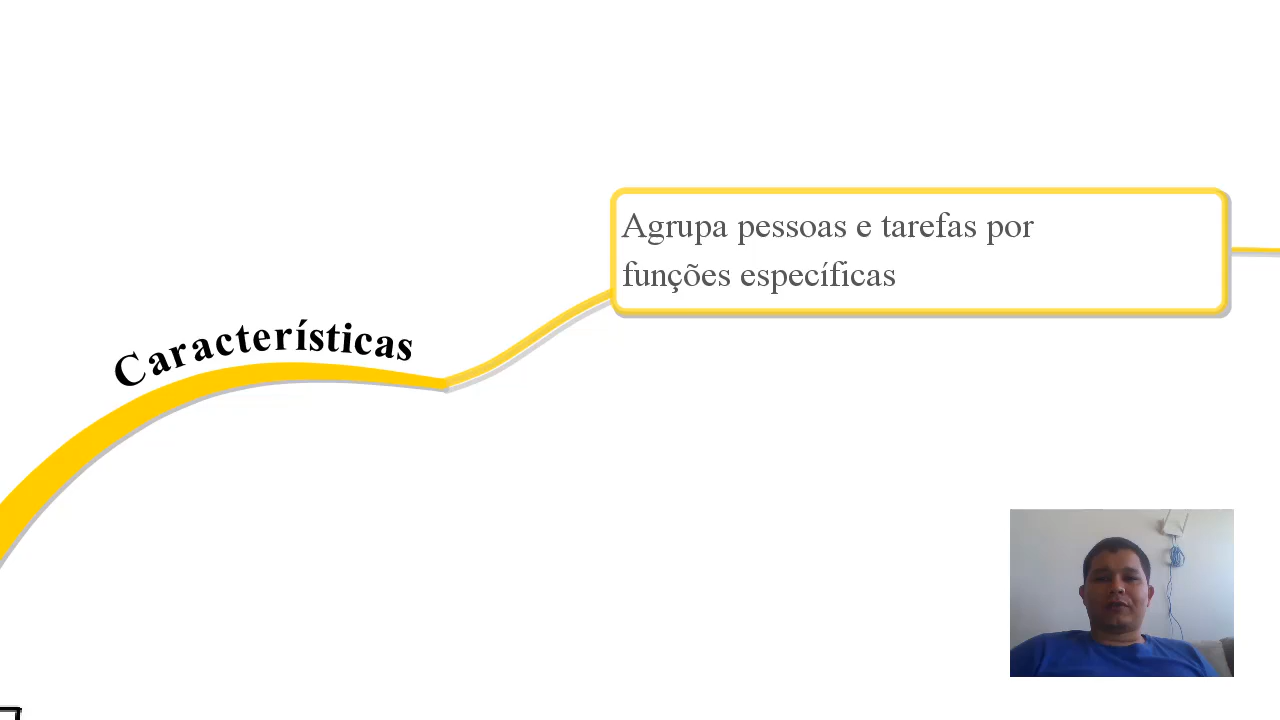 Características
Agrupa pessoas e tarefas por
funções específicas